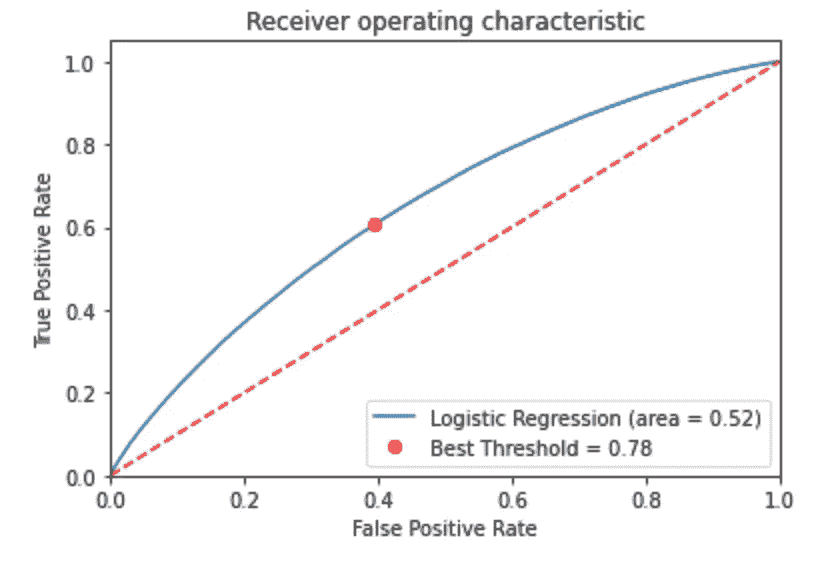 Receiver operating characteristic
True Positive Rate
1.0
0.8
0.6
0.4
0.2
0.0
Logistic Regression (area = 0.52)
Best Threshold = 0.78
0.0 0.2 0.4 0.6 0.8 1.0
False Positive Rate